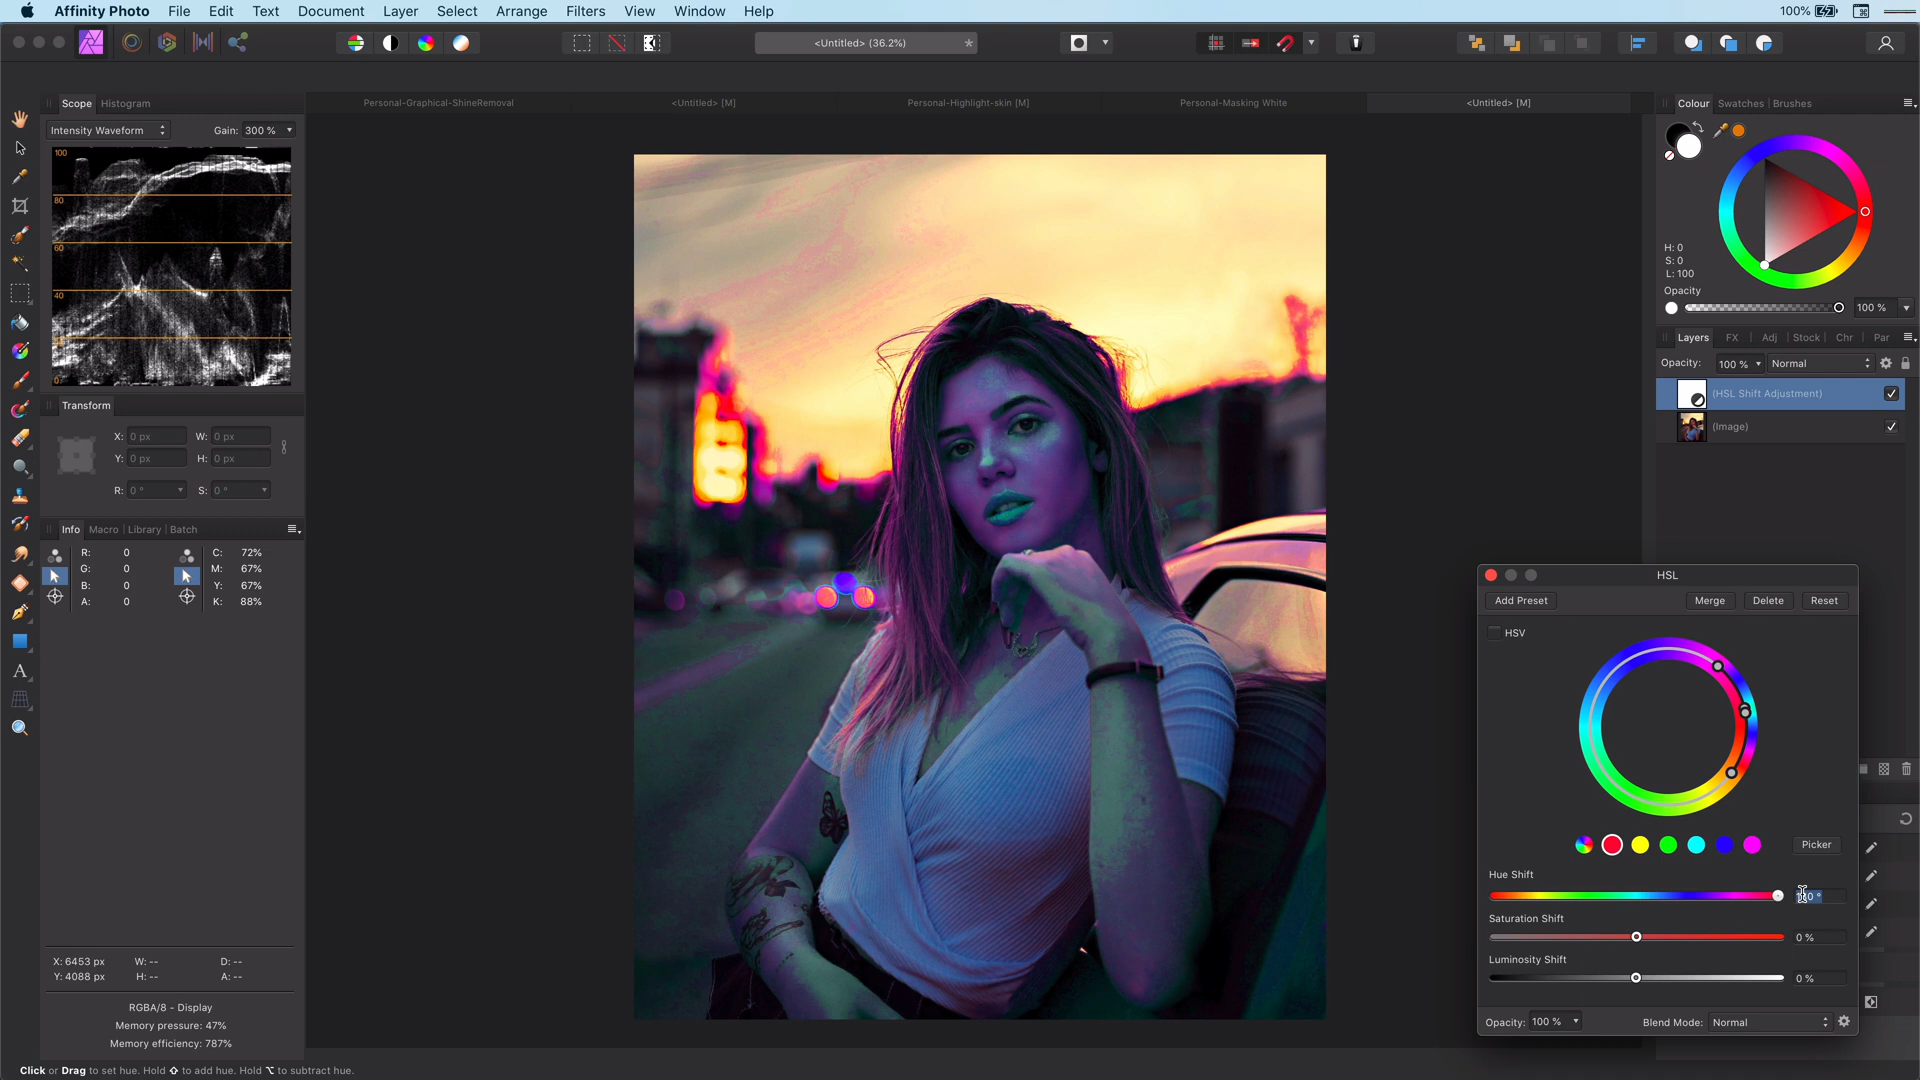 Affinity Photo File Edit Text Document Layer Select Arrange Filters View Window Help 100%
<Untitled> (36.2%) *
Scope Histogram
Intensity Waveform Gain: 300 %
100
80
60
40
0
Transform
X: 0 px W: 0 px
Y: 0 px H: 0 px
R: 0 ° S: 0 °
Info Macro Library Batch
R: 0 C: 72%
G: 0 M: 67%
B: 0 Y: 67%
A: 0 K: 88%
X: 6453 px W: -- D: --
Y: 4088 px H: -- A: --
RGBA/8 - Display
Memory pressure: 47%
Memory efficiency: 787%
Click or Drag to set hue. Hold ⇧ to add hue. Hold ⌥ to subtract hue.
Personal-Graphical-ShineRemoval <Untitled> [M] Personal-Highlight-skin [M] Personal-Masking White <Untitled> [M]
Colour Swatches Brushes
H: 0
S: 0
L: 100
Opacity
100 %
Layers FX Adj Stock Chr Par
Opacity: 100 % Normal
(HSL Shift Adjustment)
(Image)
HSL
Add Preset Merge Delete Reset
HSV
Picker
Hue Shift
Saturation Shift
0 %
Luminosity Shift
0 %
Opacity: 100 % Blend Mode: Normal
A